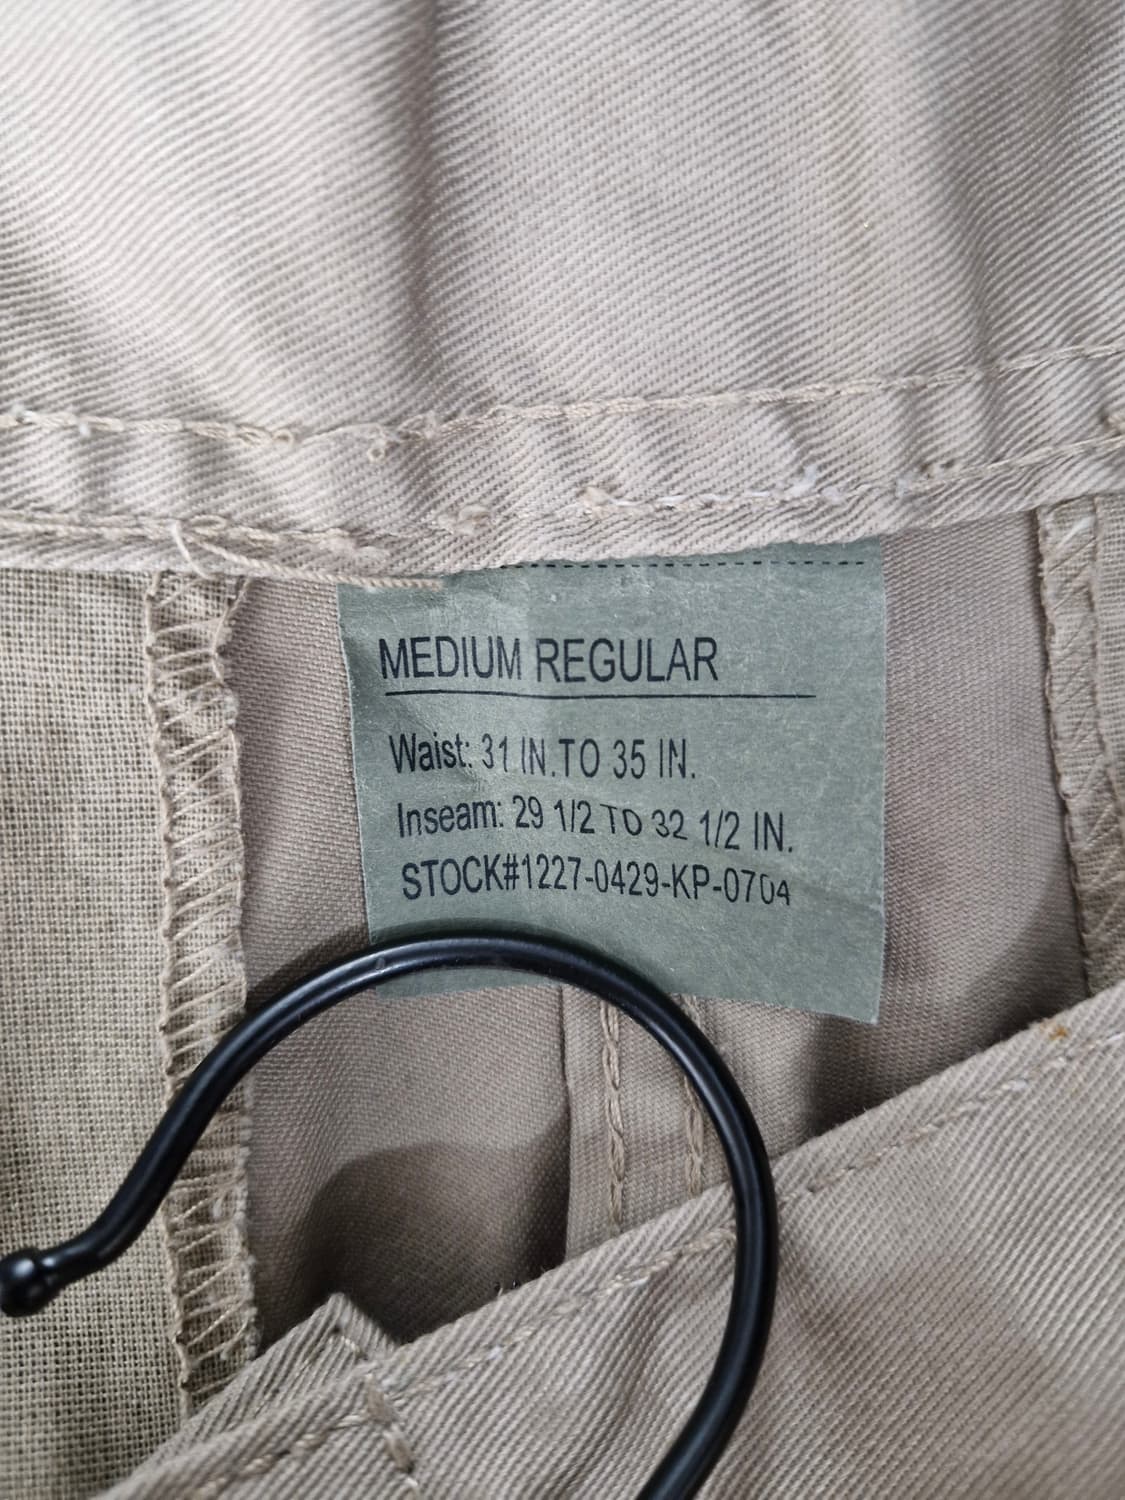 MEDIUM REGULAR
Waist: 31 IN.TO 35 IN.
Inseam: 29 1/2 TO 32 1/2 IN.
STOCK#1227-0429-KP-0704